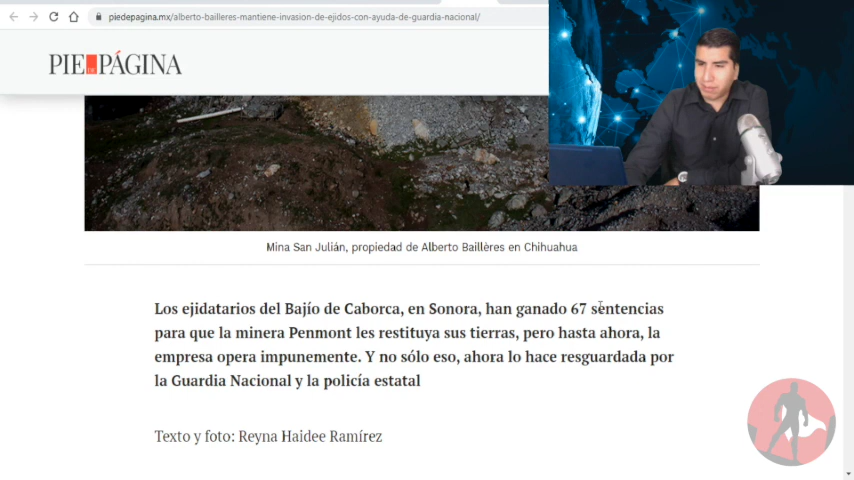 piedepagina.mx/alberto-bailleres-mantiene-invasion-de-ejidos-con-ayuda-de-guardia-nacional/
PIE DE PÁGINA
Mina San Julián, propiedad de Alberto Baillères en Chihuahua
Los ejidatarios del Bajío de Caborca, en Sonora, han ganado 67 sentencias
para que la minera Penmont les restituya sus tierras, pero hasta ahora, la
empresa opera impunemente. Y no sólo eso, ahora lo hace resguardada por
la Guardia Nacional y la policía estatal
Texto y foto: Reyna Haidee Ramírez